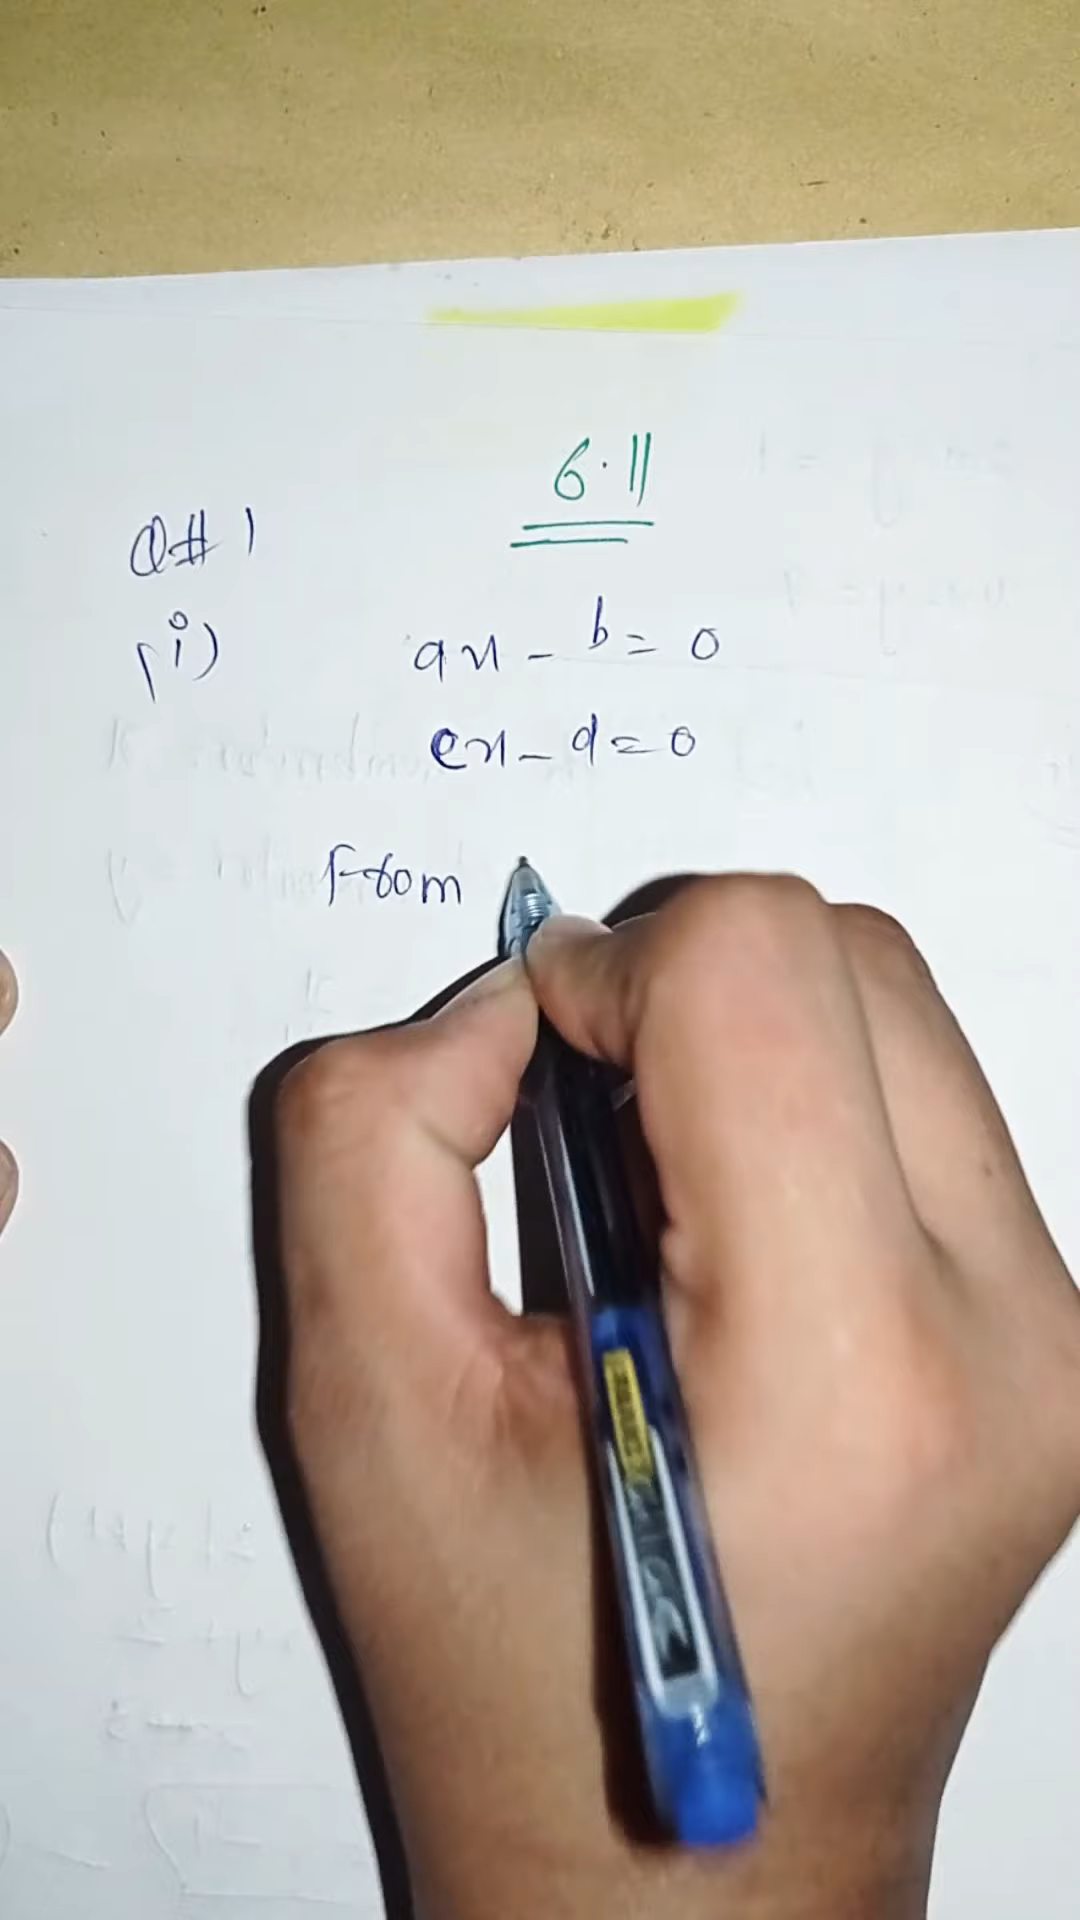 6.11
Q#1
(i) ax - b = 0
cx - d = 0
From